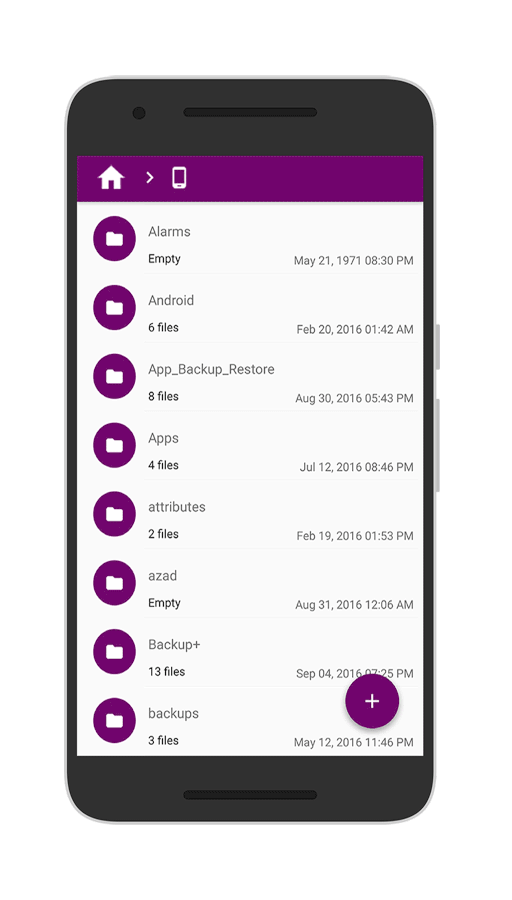 Alarms
Empty May 21, 1971 08:30 PM
Android
6 files Feb 20, 2016 01:42 AM
App_Backup_Restore
8 files Aug 30, 2016 05:43 PM
Apps
4 files Jul 12, 2016 08:46 PM
attributes
2 files Feb 19, 2016 01:53 PM
azad
Empty Aug 31, 2016 12:06 AM
Backup+
13 files Sep 04, 2016 07:25 PM
backups
3 files May 12, 2016 11:46 PM